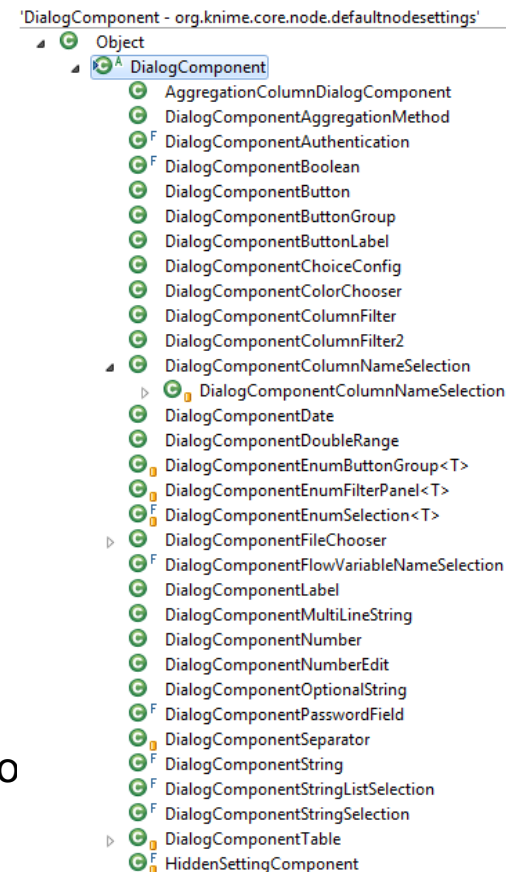 'DialogComponent - org.knime.core.node.defaultnodesettings'
Object
DialogComponent
AggregationColumnDialogComponent
DialogComponentAggregationMethod
DialogComponentAuthentication
DialogComponentBoolean
DialogComponentButton
DialogComponentButtonGroup
DialogComponentButtonLabel
DialogComponentChoiceConfig
DialogComponentColorChooser
DialogComponentColumnFilter
DialogComponentColumnFilter2
DialogComponentColumnNameSelection
DialogComponentColumnNameSelection
DialogComponentDate
DialogComponentDoubleRange
DialogComponentEnumButtonGroup<T>
DialogComponentEnumFilterPanel<T>
DialogComponentEnumSelection<T>
DialogComponentFileChooser
DialogComponentFlowVariableNameSelection
DialogComponentLabel
DialogComponentMultiLineString
DialogComponentNumber
DialogComponentNumberEdit
DialogComponentOptionalString
DialogComponentPasswordField
DialogComponentSeparator
o
DialogComponentString
DialogComponentStringListSelection
DialogComponentStringSelection
DialogComponentTable
HiddenSettingComponent